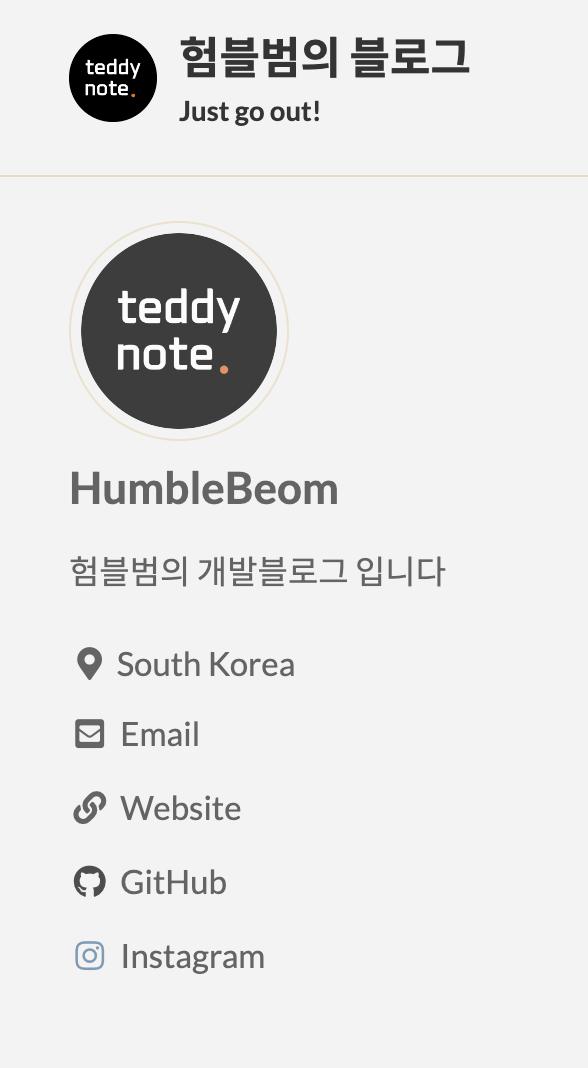 teddy
note.
험블범의 블로그
Just go out!
teddy
note.
HumbleBeom
험블범의 개발블로그 입니다
South Korea
Email
Website
GitHub
Instagram